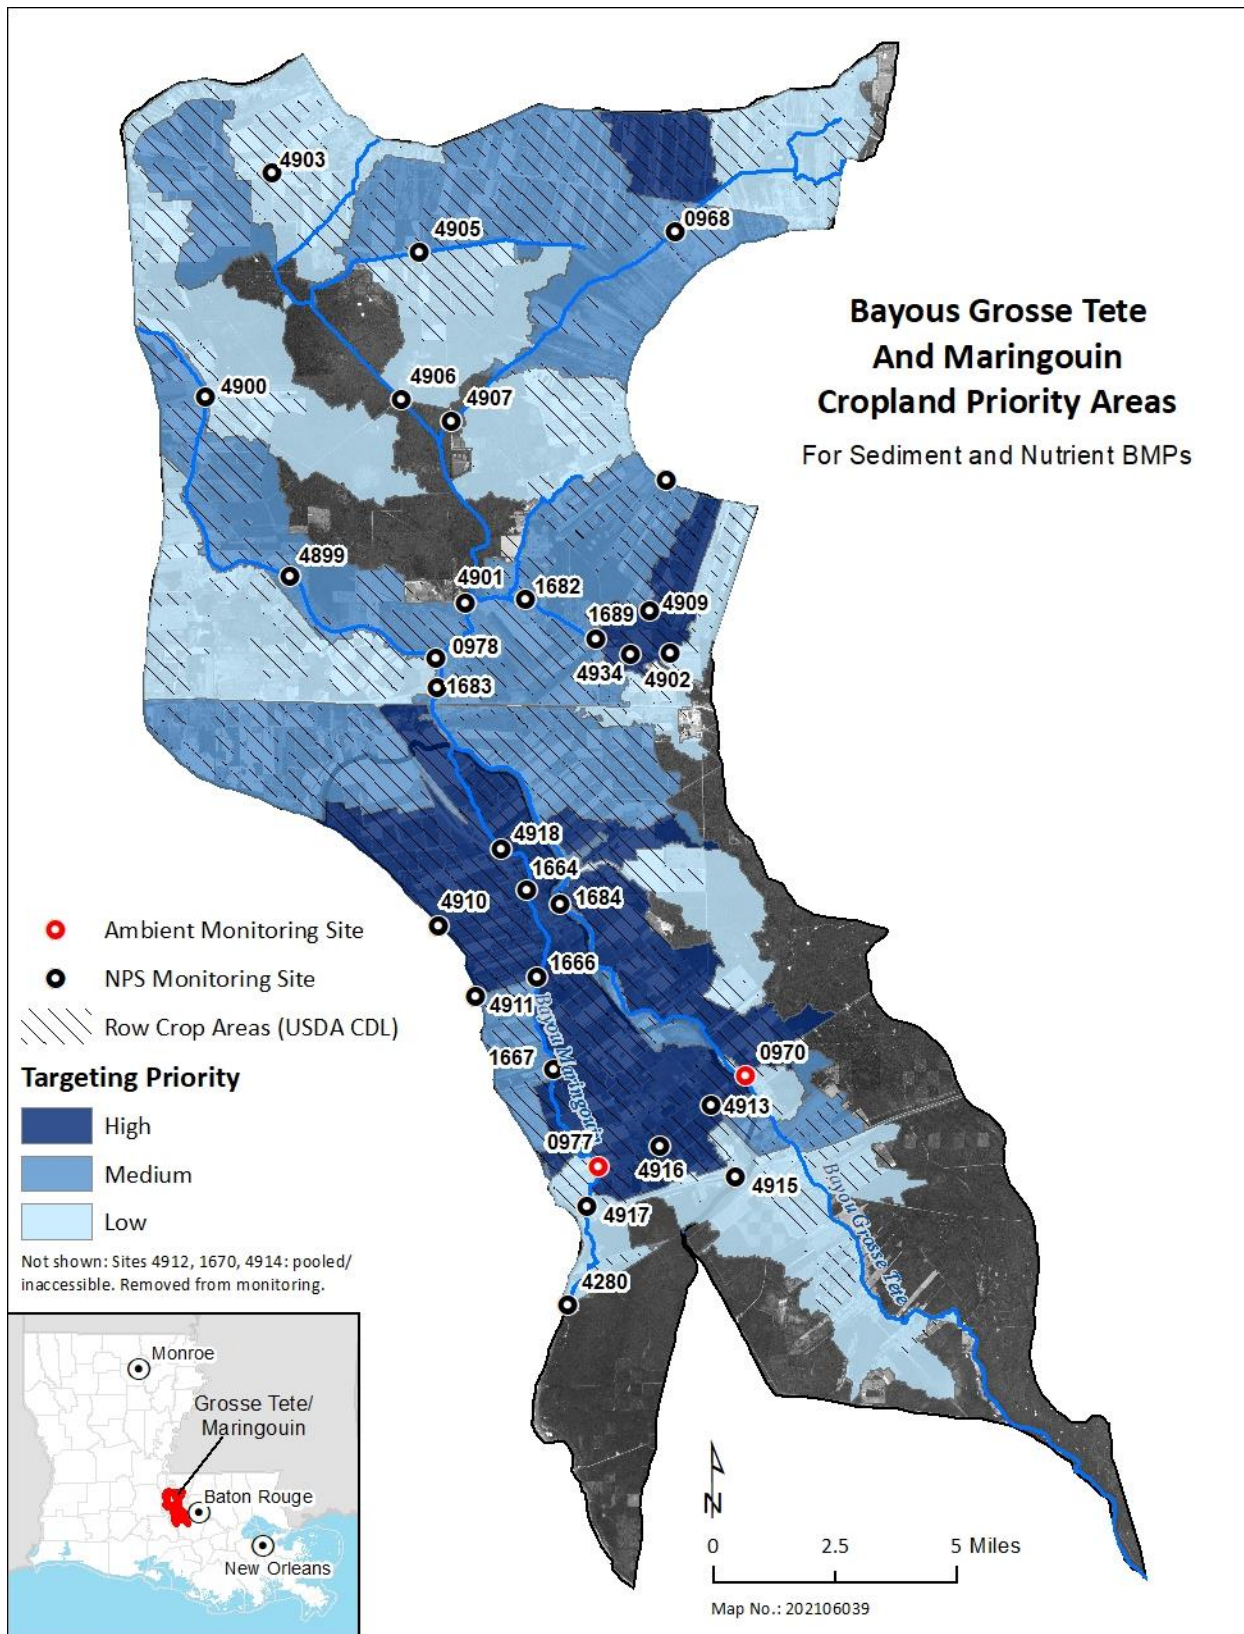 Bayous Grosse Tete
And Maringouin
Cropland Priority Areas
For Sediment and Nutrient BMPs
4903
4905
0968
4900
4906
4907
4899
4901
1682
1689
4909
0978
4934
4902
1683
4918
1664
1684
4910
1666
4911
Bayou Maringouin
1667
0970
4913
0977
4916
4915
4917
Bayou Grosse Tete
4280
Ambient Monitoring Site
NPS Monitoring Site
Row Crop Areas (USDA CDL)
Targeting Priority
High
Medium
Low
Not shown: Sites 4912, 1670, 4914: pooled/
inaccessible. Removed from monitoring.
Monroe
Grosse Tete/
Maringouin
Baton Rouge
New Orleans
N
0 2.5 5 Miles
Map No.: 202106039